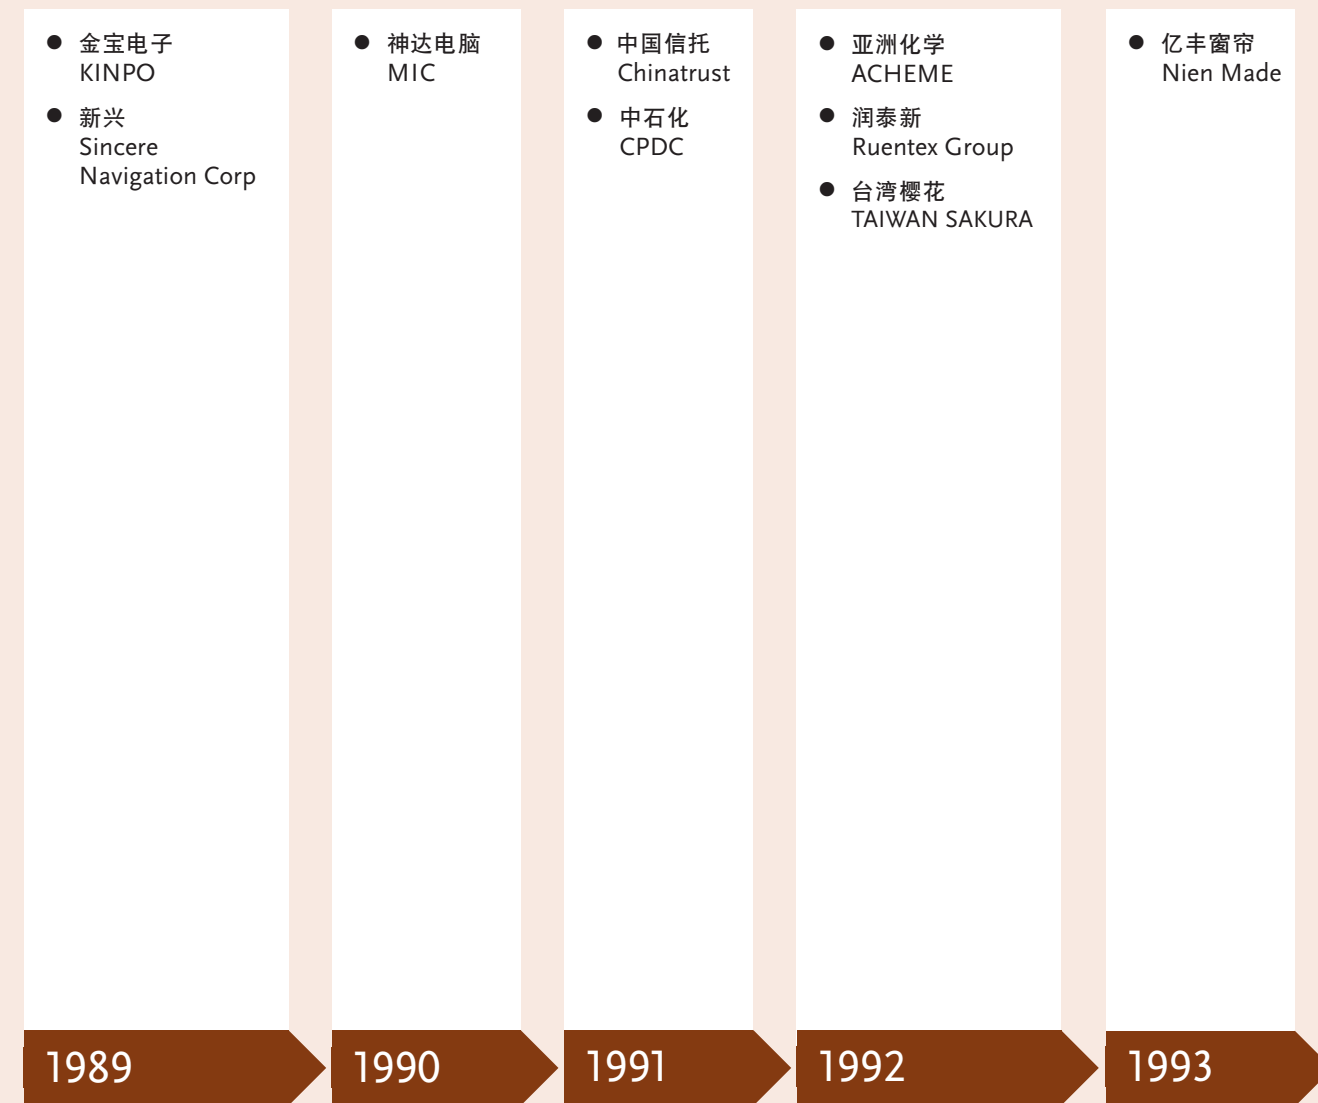 金宝电子
KINPO
新兴
Sincere
Navigation Corp
1989
神达电脑
MIC
1990
中国信托
Chinatrust
中石化
CPDC
1991
亚洲化学
ACHEME
润泰新
Ruentex Group
台湾樱花
TAIWAN SAKURA
1992
亿丰窗帘
Nien Made
1993